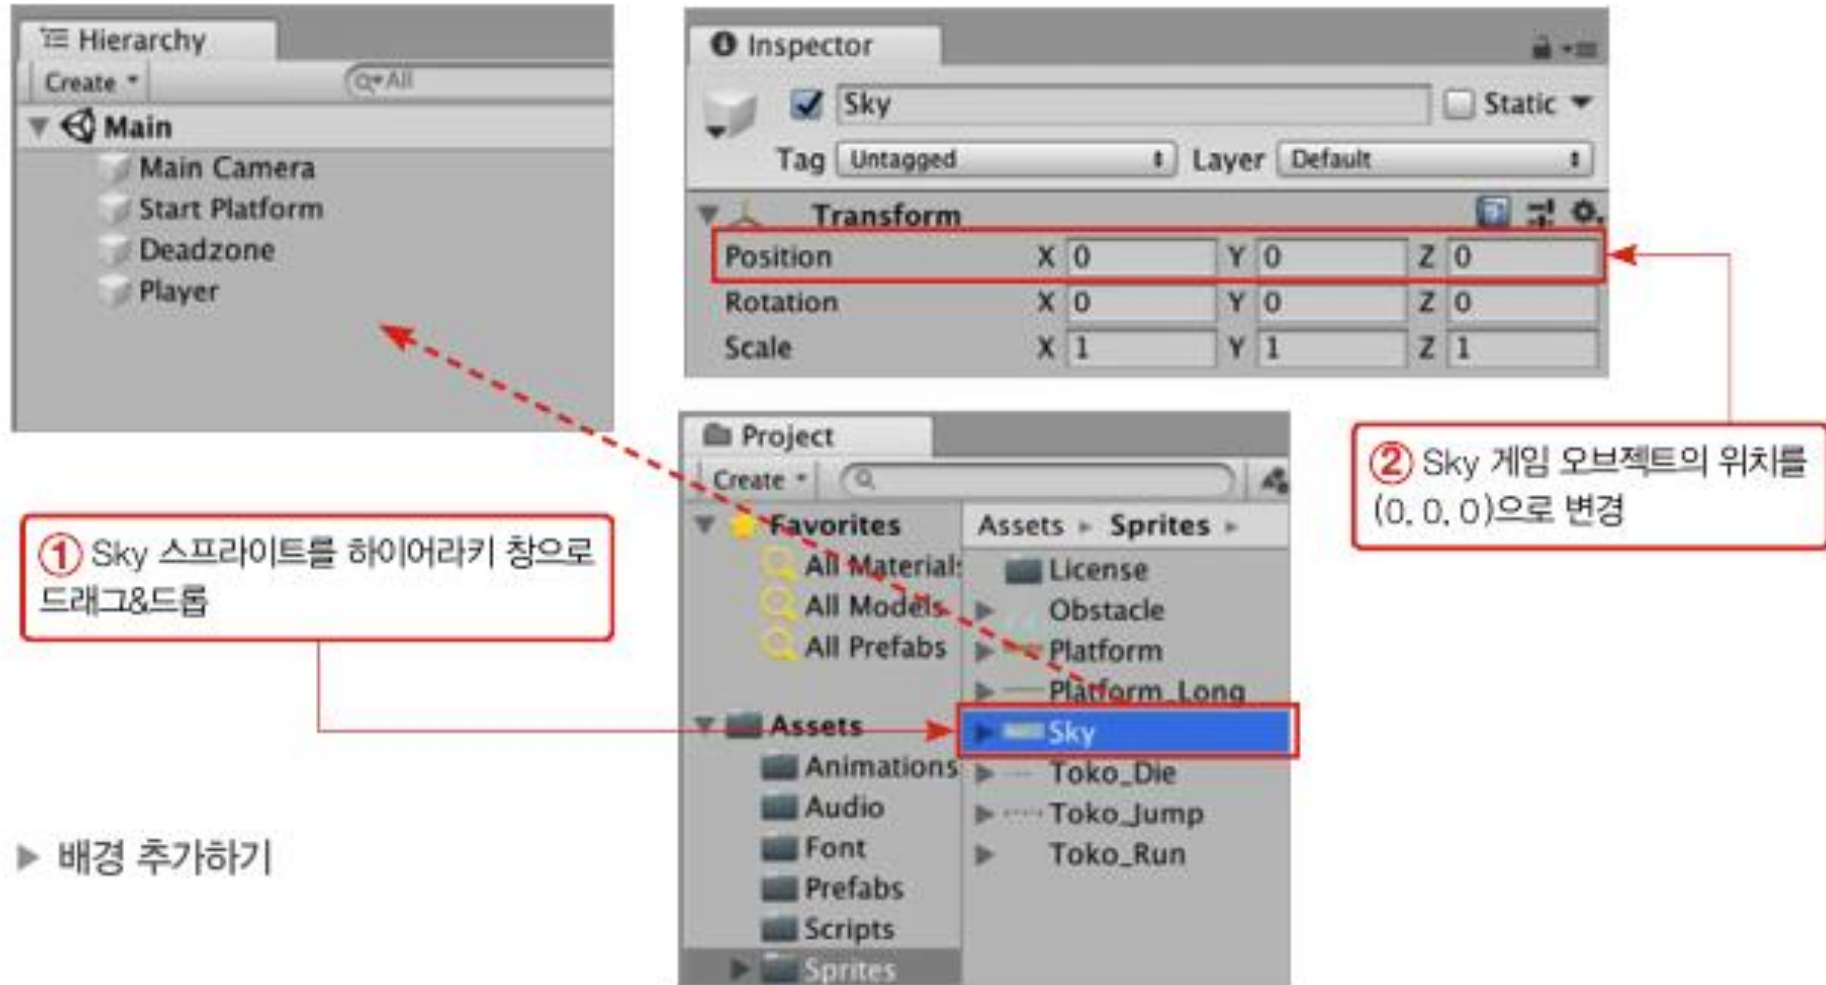 Hierarchy
Create
All
Main
Main Camera
Start Platform
Deadzone
Player
Inspector
Sky
Static
Tag Untagged Layer Default
Transform
Position X 0 Y 0 Z 0
Rotation X 0 Y 0 Z 0
Scale X 1 Y 1 Z 1
② Sky 게임 오브젝트의 위치를
(0, 0, 0)으로 변경
① Sky 스프라이트를 하이어라키 창으로
드래그&드롭
Project
Create
Favorites
All Material
All Models
All Prefabs
Assets
Animations
Audio
Font
Prefabs
Scripts
Sprites
Assets ▸ Sprites ▸
License
Obstacle
Platform
Platform_Long
Sky
Toko_Die
Toko_Jump
Toko_Run
▶ 배경 추가하기